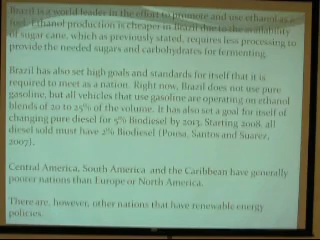 Brazil is a world leader in the effort to promote and use ethanol as a
fuel. Ethanol production is cheaper in Brazil due to the availability
of sugar cane, which as previously stated, requires less processing to
provide the needed sugars and carbohydrates for fermenting.
Brazil has also set high goals and standards for itself that it is
required to meet as a nation. Right now, Brazil does not use pure
gasoline, but all vehicles that use gasoline are operating on ethanol
blends of 20 to 25% of the volume. It has also set a goal for itself of
changing pure diesel for 5% Biodiesel by 2013. Starting 2008, all
diesel sold must have 2% Biodiesel (Pousa, Santos and Suarez,
2007).
Central America, South America and the Caribbean have generally
poorer nations than Europe or North America.
There are, however, other nations that have renewable energy
policies.